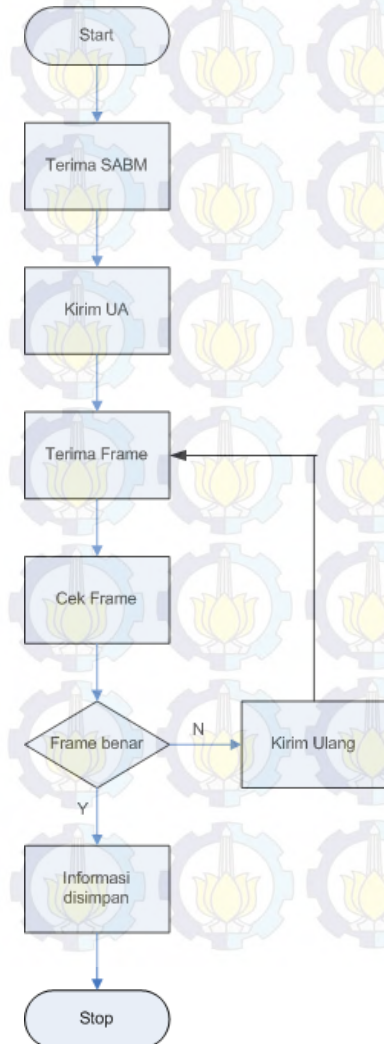 Start
Terima SABM
Kirim UA
Terima Frame
Cek Frame
Frame benar
N
Kirim Ulang
Y
Informasi
disimpan
Stop